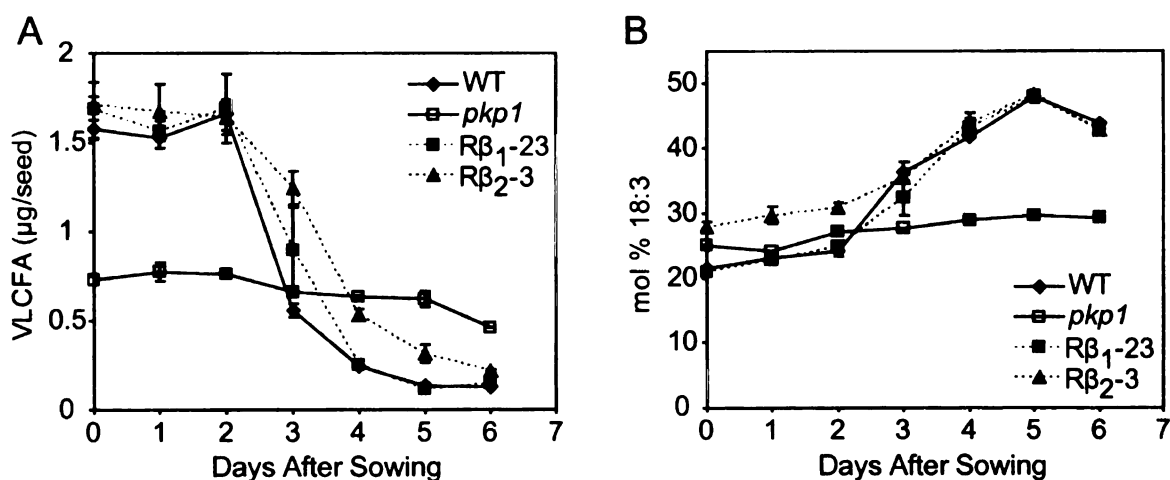 A
VLCFA (µg/seed)
2
1.5
1
0.5
0
0 1 2 3 4 5 6 7
Days After Sowing
WT
pkp1
Rβ1-23
Rβ2-3
B
mol % 18:3
50
40
30
20
10
0
0 1 2 3 4 5 6 7
Days After Sowing
WT
pkp1
Rβ1-23
Rβ2-3